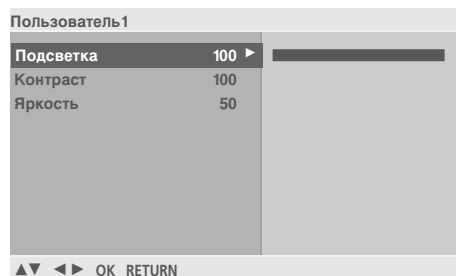 Пользователь1
Подсветка 100 ►
Контраст 100
Яркость 50
▲▼ ◄► OK RETURN